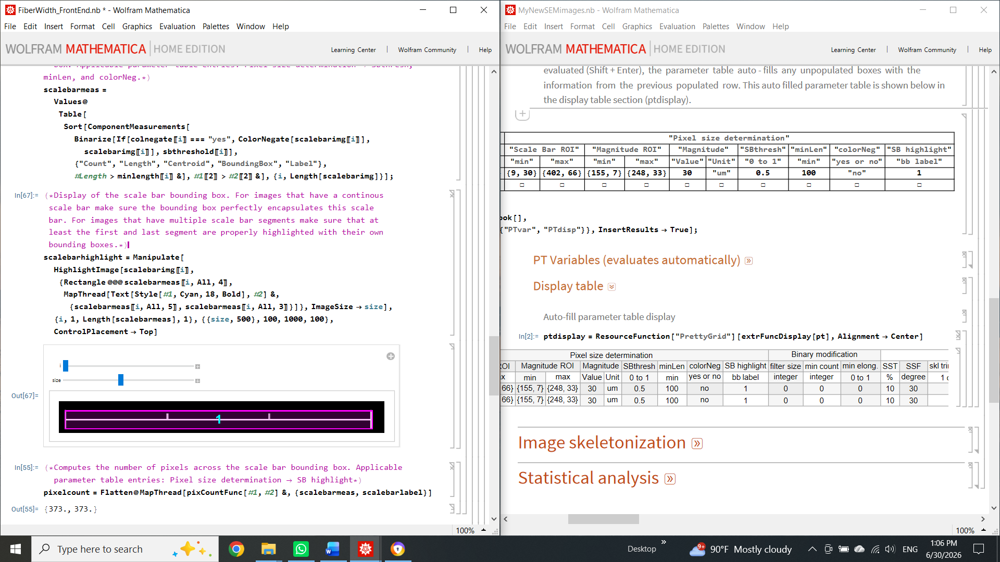 FiberWidth_FrontEnd.nb * - Wolfram Mathematica
File Edit Insert Format Cell Graphics Evaluation Palettes Window Help
WOLFRAM MATHEMATICA HOME EDITION
Learning Center | Wolfram Community | Help
box. Applicable parameter table entries: Pixel size determination → SBthresh,
minLen, and colorNeg.*)
scalebarmeas =
Values@
Table[
Sort[ComponentMeasurements[
Binarize[If[colnegate〚i〛 === "yes", ColorNegate[scalebarimg〚i〛],
scalebarimg〚i〛], sbthreshold〚i〛],
{"Count", "Length", "Centroid", "BoundingBox", "Label"},
#Length > minlength〚i〛 &], #1〚2〛 > #2〚2〛 &], {i, Length[scalebarimg]}];
In[67]:= (*Display of the scale bar bounding box. For images that have a continous
scale bar make sure the bounding box perfectly encapsulates this scale
bar. For images that have multiple scale bar segments make sure that at
least the first and last segment are properly highlighted with their own
bounding boxes.*)
scalebarhighlight = Manipulate[
HighlightImage[scalebarimg〚i〛,
{Rectangle @@@ scalebarmeas〚i, All, 4〛,
MapThread[Text[Style[#1, Cyan, 18, Bold], #2] &,
{scalebarmeas〚i, All, 5〛, scalebarmeas〚i, All, 3〛}]}, ImageSize → size],
{i, 1, Length[scalebarmeas], 1}, {{size, 500}, 100, 1000, 100},
ControlPlacement → Top]
i
size
Out[67]=
1
In[55]:= (*Computes the number of pixels across the scale bar bounding box. Applicable
parameter table entries: Pixel size determination → SB highlight*)
pixelcount = Flatten@MapThread[pixCountFunc[#1, #2] &, {scalebarmeas, scalebarlabel}]
Out[55]= {373., 373.}
100%
MyNewSEMimages.nb - Wolfram Mathematica
File Edit Insert Format Cell Graphics Evaluation Palettes Window Help
WOLFRAM MATHEMATICA HOME EDITION
Learning Center | Wolfram Community | Help
evaluated (Shift + Enter), the parameter table auto - fills any unpopulated boxes with the
information from the previous populated row. This auto filled parameter table is shown below in
the display table section (ptdisplay).
"Pixel size determination"
"Scale Bar ROI" "Magnitude ROI" "Magnitude" "SBthresh" "minLen" "colorNeg" "SB highlight"
"min" "max" "min" "max" "Value" "Unit" "0 to 1" "min" "yes or no" "bb label"
{9, 30} {402, 66} {155, 7} {248, 33} 30 "um" 0.5 100 "no" 1
□ □ □ □ □ □ □ □ □ □
ook[],
{"PTvar", "PTdisp"}}, InsertResults → True];
PT Variables (evaluates automatically)
Display table
Auto-fill parameter table display
In[2]:= ptdisplay = ResourceFunction["PrettyGrid"][extrFuncDisplay[pt], Alignment → Center]
Pixel size determination Binary modification
ROI Magnitude ROI Magnitude SBthresh minLen colorNeg SB highlight filter size min count min elong. SST SSF skl tri
x min max Value Unit 0 to 1 min yes or no bb label integer integer 0 to 1 % degree 1
66} {155, 7} {248, 33} 30 um 0.5 100 no 1 0 0 0 10 30
66} {155, 7} {248, 33} 30 um 0.5 100 no 1 0 0 0 10 30
Image skeletonization
Statistical analysis
100%
Type here to search
Desktop
9+
90°F Mostly cloudy
ENG
1:06 PM
6/30/2026